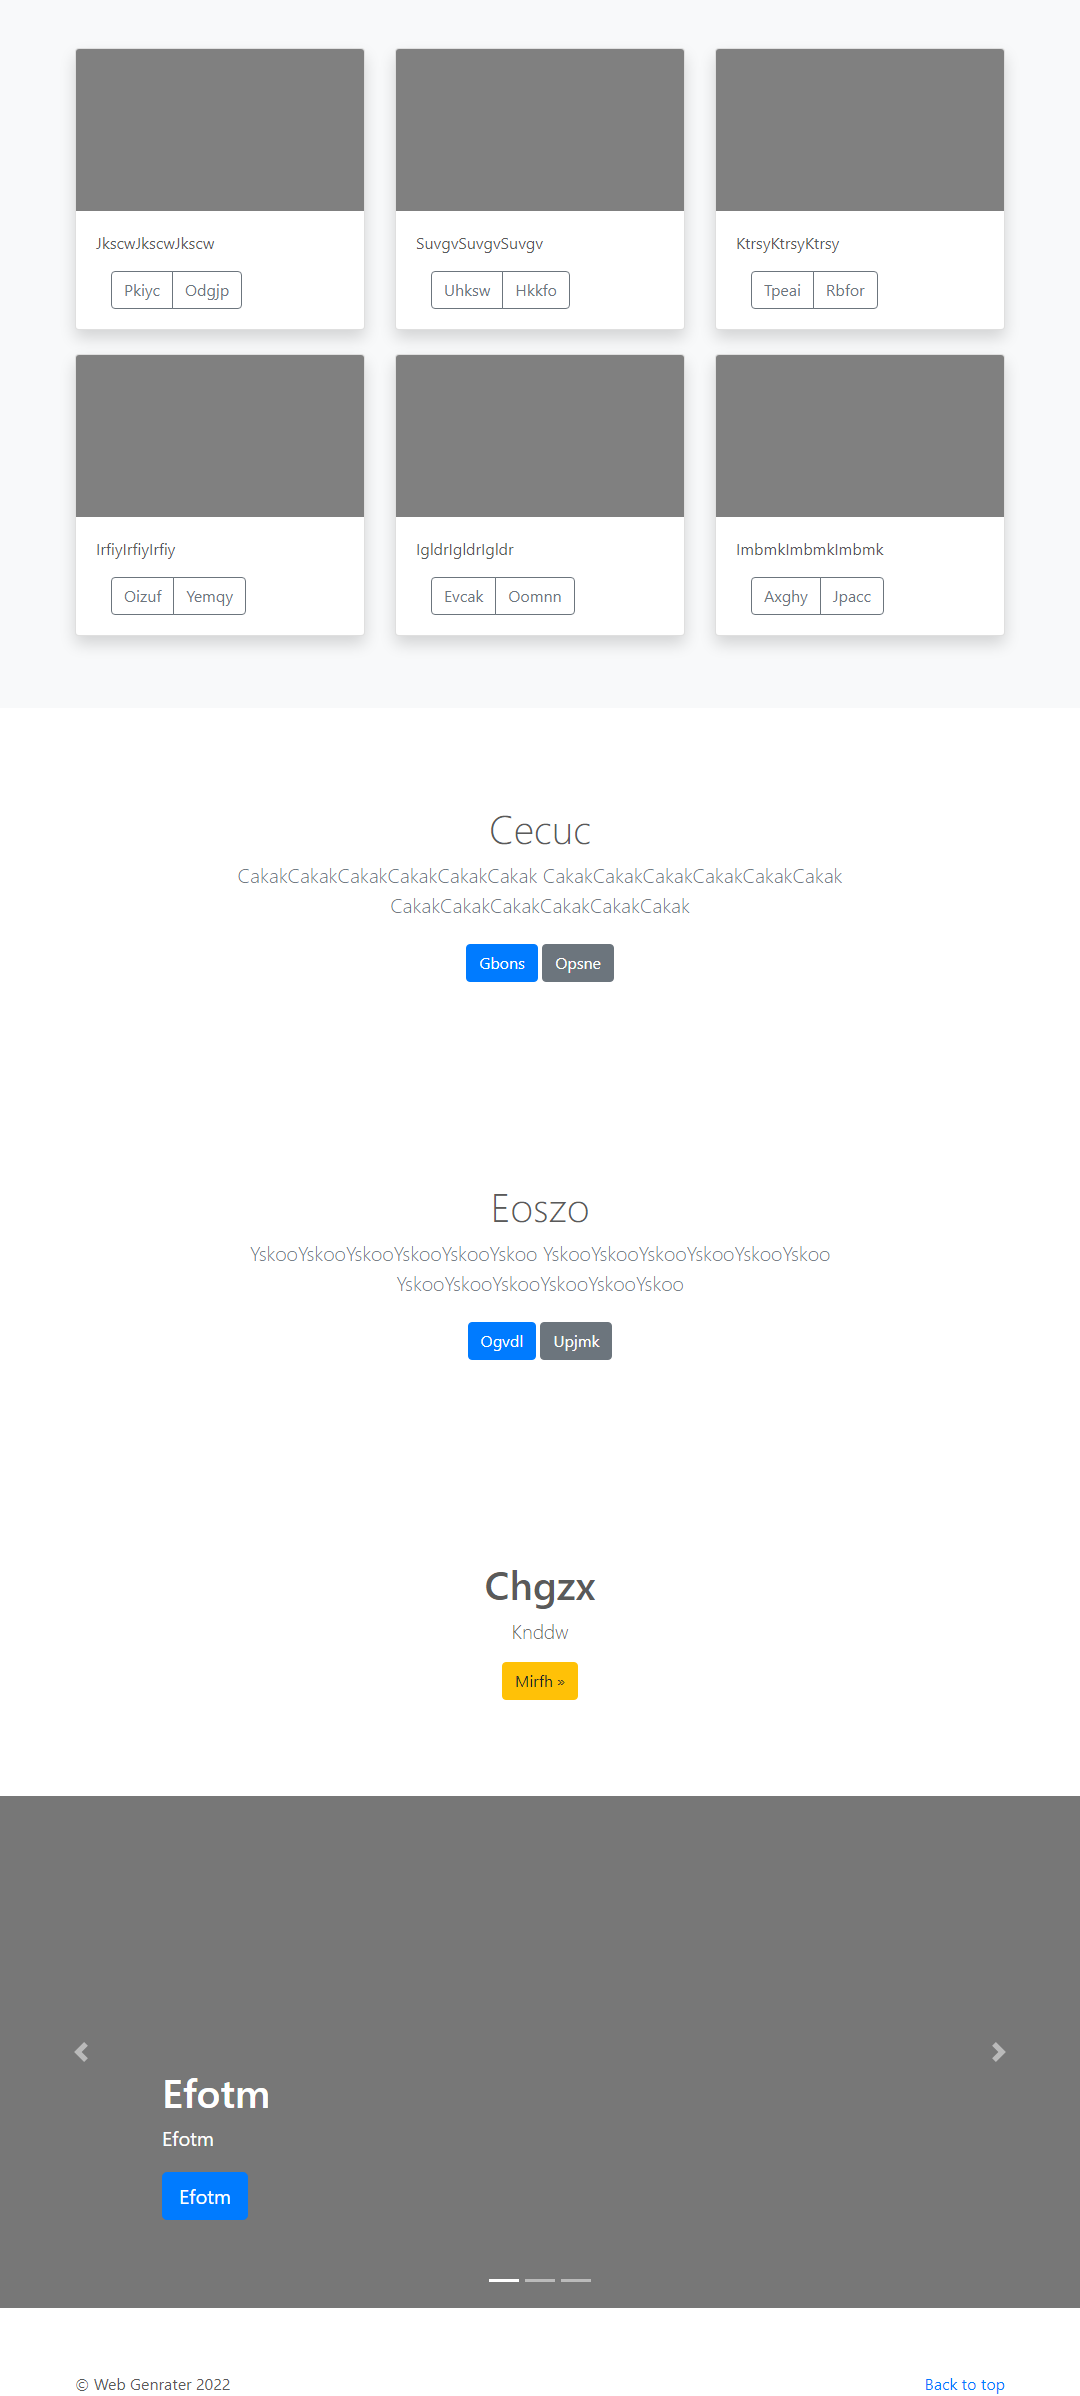 JkscwJkscwJkscw
Pkiyc Odgjp
SuvgvSuvgvSuvgv
Uhksw Hkkfo
KtrsyKtrsyKtrsy
Tpeai Rbfor
IrfiyIrfiyIrfiy
Oizuf Yemqy
IgldrIgldrIgldr
Evcak Oomnn
ImbmkImbmkImbmk
Axghy Jpacc
Cecuc
CakakCakakCakakCakakCakakCakak CakakCakakCakakCakakCakakCakak
CakakCakakCakakCakakCakakCakak
Gbons Opsne
Eoszo
YskooYskooYskooYskooYskooYskoo YskooYskooYskooYskooYskooYskoo
YskooYskooYskooYskooYskooYskoo
Ogvdl Upjmk
Chgzx
Knddw
Mirfh »
Efotm
Efotm
Efotm
© Web Genrater 2022
Back to top